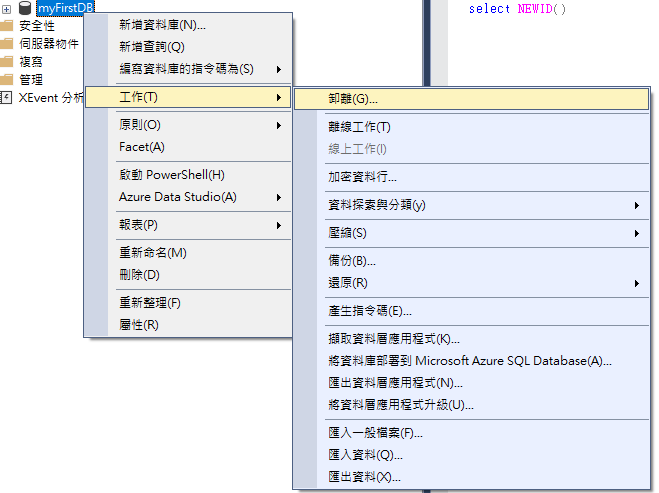 myFirstDB
安全性
伺服器物件
複寫
管理
XEvent 分析
新增資料庫(N)...
新增查詢(Q)
編寫資料庫的指令碼為(S)
工作(T)
原則(O)
Facet(A)
啟動 PowerShell(H)
Azure Data Studio(A)
報表(P)
重新命名(M)
刪除(D)
重新整理(F)
屬性(R)
select NEWID()
卸離(G)...
離線工作(T)
線上工作(I)
加密資料行...
資料探索與分類(y)
壓縮(S)
備份(B)...
還原(R)
產生指令碼(E)...
擷取資料層應用程式(K)...
將資料庫部署到 Microsoft Azure SQL Database(A)...
匯出資料層應用程式(N)...
將資料層應用程式升級(U)...
匯入一般檔案(F)...
匯入資料(Q)...
匯出資料(X)...